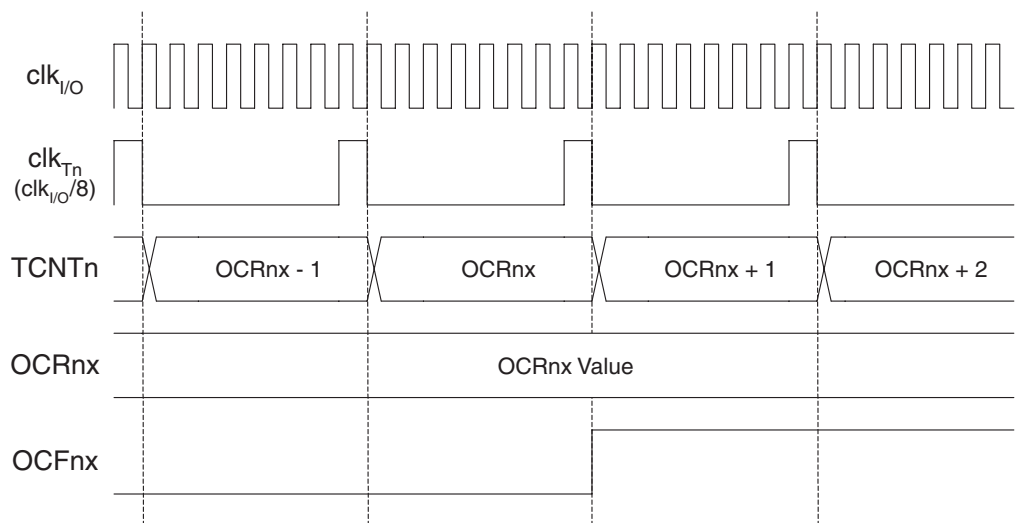 clkI/O
clkTn
(clkI/O/8)
TCNTn OCRnx - 1 OCRnx OCRnx + 1 OCRnx + 2
OCRnx OCRnx Value
OCFnx